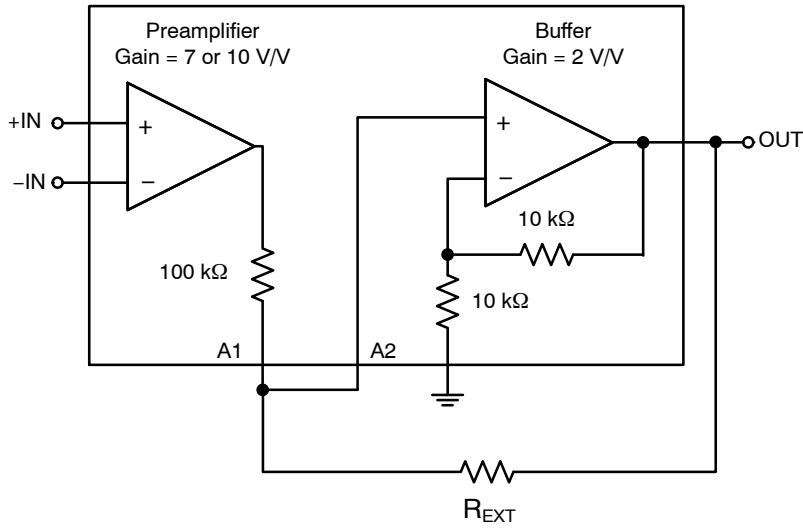 Preamplifier
Gain = 7 or 10 V/V
Buffer
Gain = 2 V/V
+IN
+
+
OUT
−IN
−
−
10 kΩ
100 kΩ
10 kΩ
A1
A2
REXT